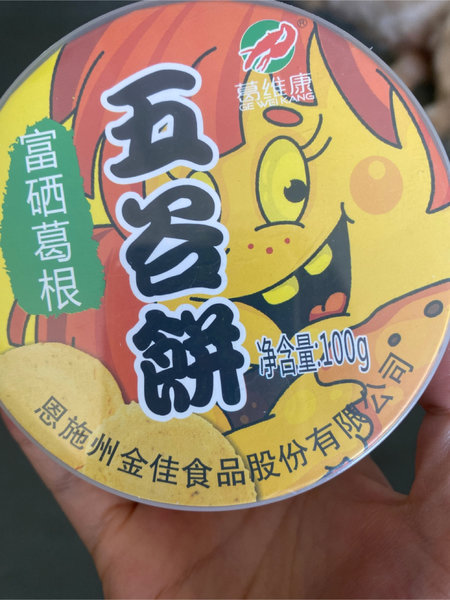 葛维康®
GE WEI KANG
五谷餅
富硒葛根
净含量:100g
恩施州金佳食品股份有限公司